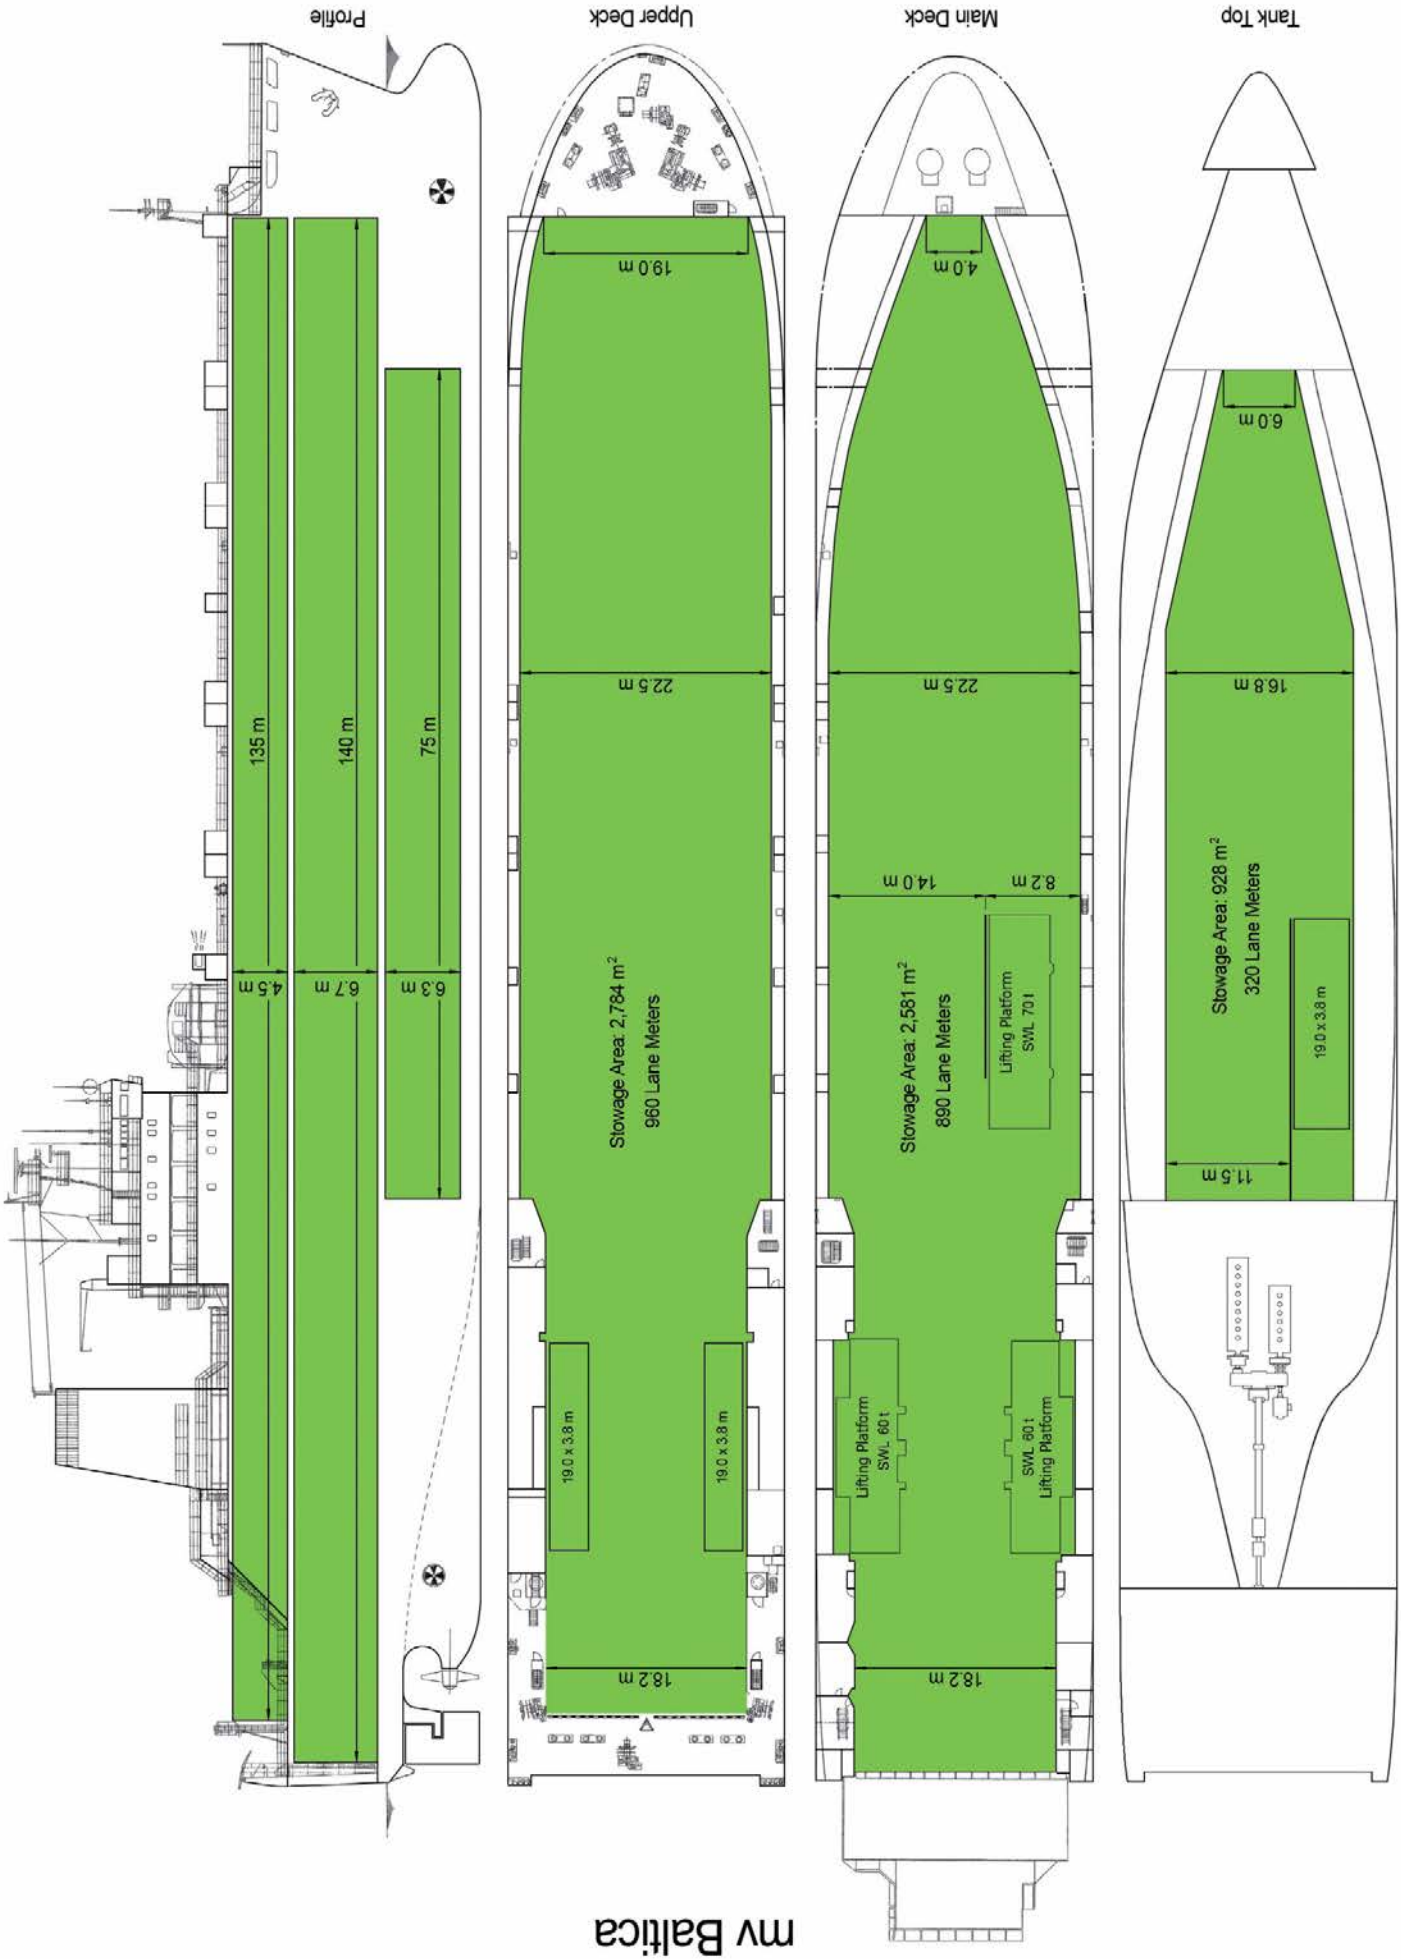 mv Baltica
Profile
135 m
4.5 m
140 m
6.7 m
75 m
6.3 m
Upper Deck
19.0 m
22.5 m
Stowage Area: 2,784 m²
960 Lane Meters
19.0 x 3.8 m
19.0 x 3.8 m
18.2 m
Main Deck
4.0 m
22.5 m
14.0 m
8.2 m
Stowage Area: 2,581 m²
890 Lane Meters
Lifting Platform
SWL 70 t
Lifting Platform
SWL 60 t
SWL 60 t
Lifting Platform
18.2 m
Tank Top
6.0 m
16.8 m
Stowage Area: 928 m²
320 Lane Meters
19.0 x 3.8 m
11.5 m